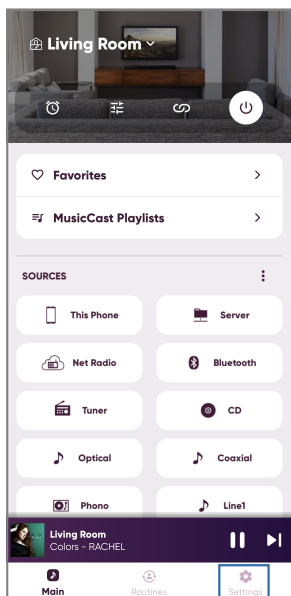 Living Room
Favorites
MusicCast Playlists
SOURCES
This Phone
Server
Net Radio
Bluetooth
Tuner
CD
Optical
Coaxial
Phono
Line1
Living Room
Colors - RACHEL
Main
Routines
Settings